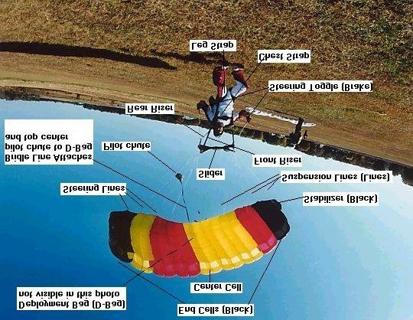 End Cells (Black)
Deployment Bag (D-Bag)
not visible in this photo
Center Cell
Stabilizer (Black)
Steering Lines
Suspension Lines (Lines)
Bridle Line Attaches
pilot chute to D-Bag
and top center
Slider
Front Riser
Pilot chute
Rear Riser
Steering Toggle (Brake)
Chest Strap
Leg Strap